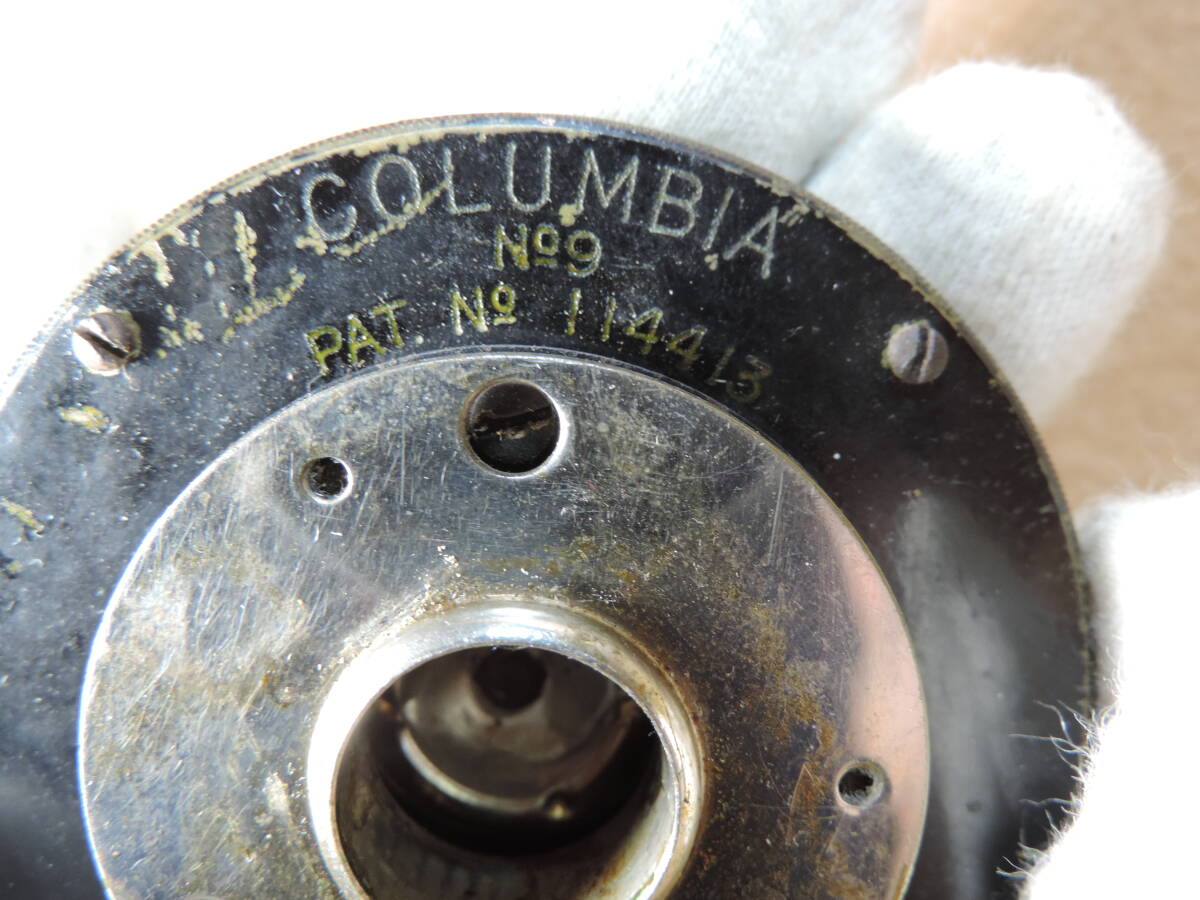 COLUMBIA
Nº9
PAT. Nº 114413